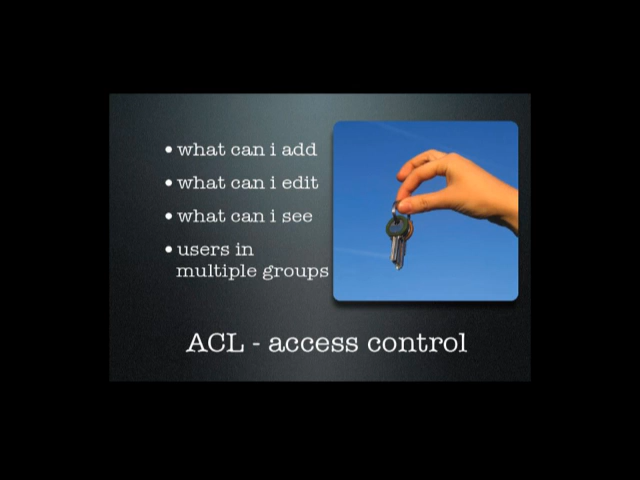 • what can i add
• what can i edit
• what can i see
• users in
multiple groups
ACL - access control